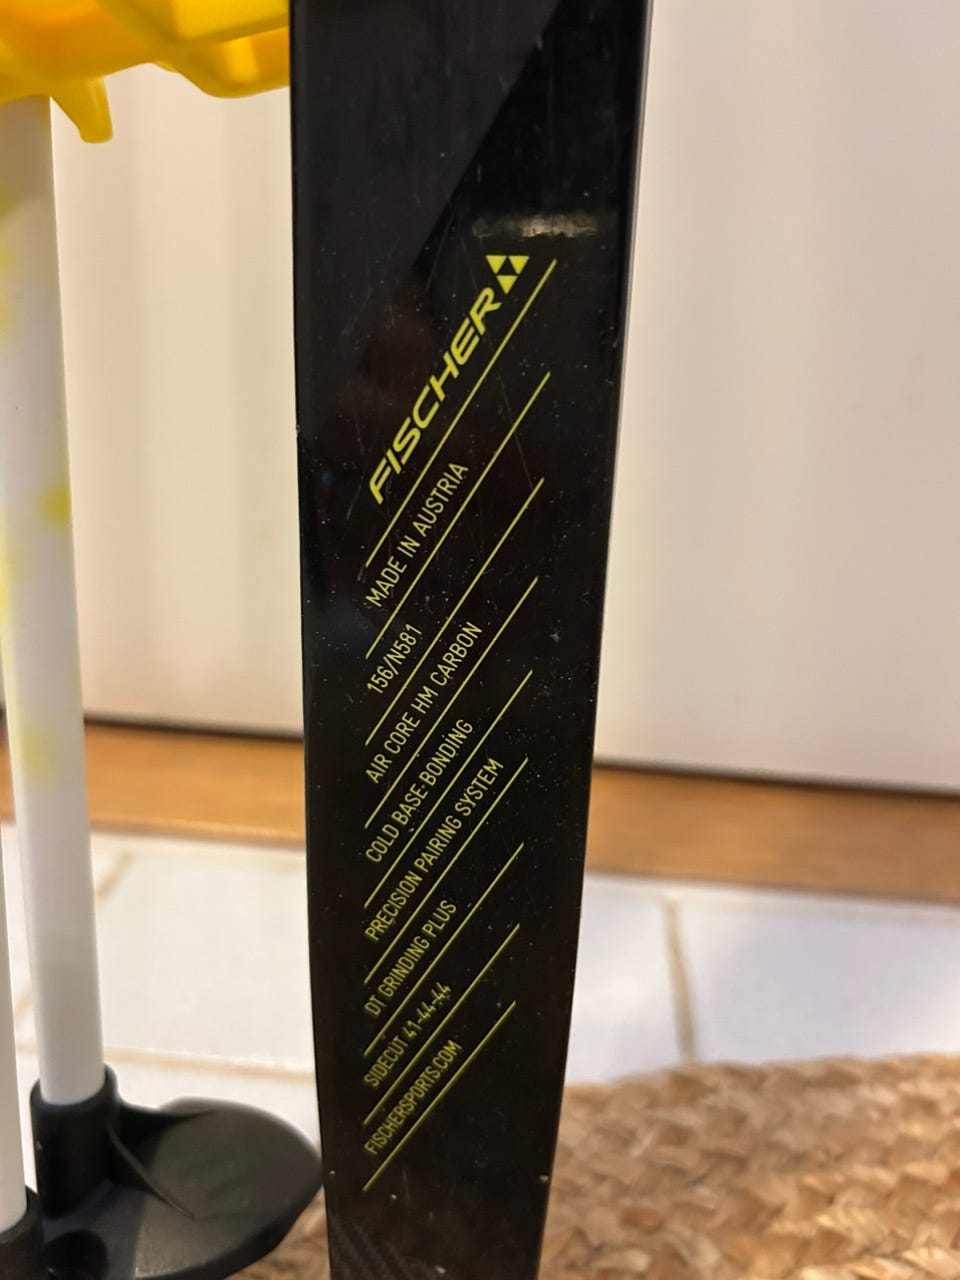 FISCHER
MADE IN AUSTRIA
156/N581
AIR CORE HM CARBON
COLD BASE BONDING
PRECISION PAIRING SYSTEM
DT GRINDING PLUS
SIDECUT 41-44-44
FISCHERSPORTS.COM